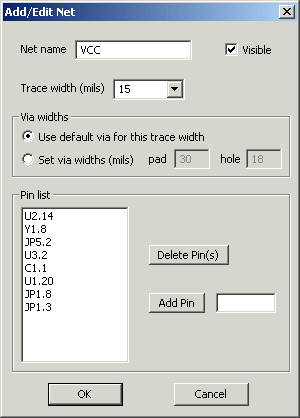 Add/Edit Net
Net name VCC Visible
Trace width (mils) 15
Via widths
Use default via for this trace width
Set via widths (mils) pad 30 hole 18
Pin list
U2.14
Y1.8
JP5.2
U3.2
C1.1
U1.20
JP1.8
JP1.3
Delete Pin(s)
Add Pin
OK Cancel